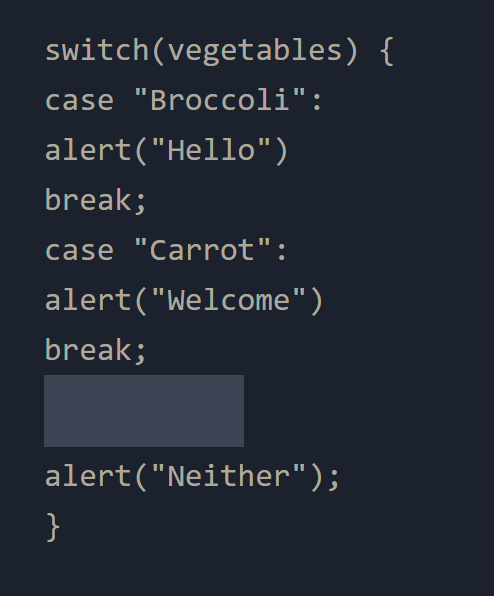 switch(vegetables) {
case "Broccoli":
alert("Hello")
break;
case "Carrot":
alert("Welcome")
break;
alert("Neither");
}